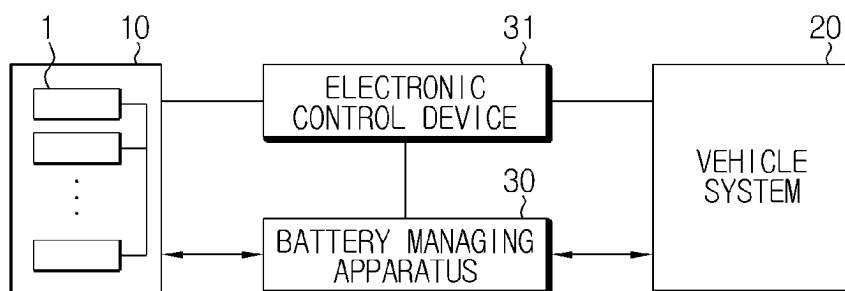 1
10
31
20
ELECTRONIC
CONTROL DEVICE
VEHICLE
SYSTEM
30
BATTERY MANAGING
APPARATUS